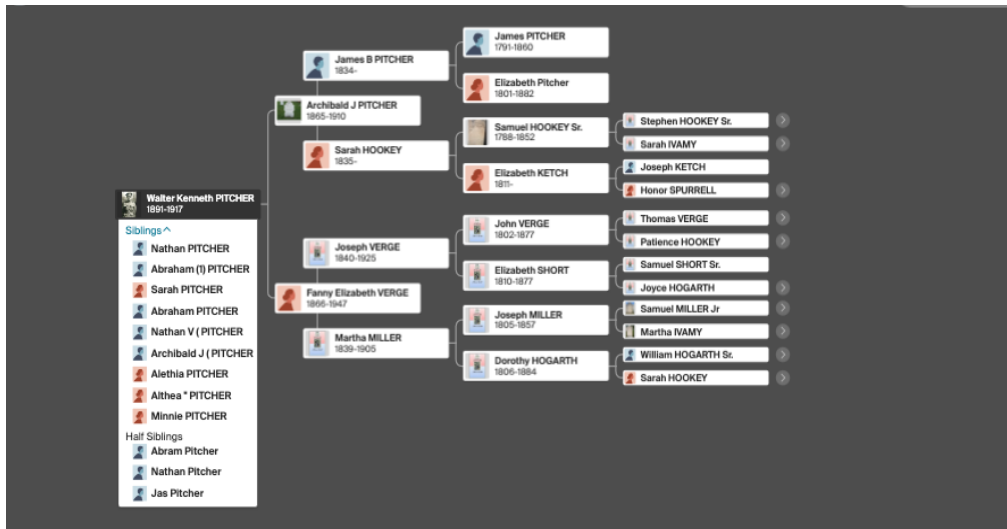 James PITCHER
1791-1860
James B PITCHER
1834-
Elizabeth Pitcher
1801-1882
Archibald J PITCHER
1865-1910
Samuel HOOKEY Sr.
1788-1852
Stephen HOOKEY Sr.
Sarah IVAMY
Sarah HOOKEY
1835-
Elizabeth KETCH
1811-
Joseph KETCH
Honor SPURRELL
Walter Kenneth PITCHER
1891-1917
Siblings
Nathan PITCHER
Abraham (1) PITCHER
Sarah PITCHER
Abraham PITCHER
Nathan V ( PITCHER
Archibald J ( PITCHER
Alethia PITCHER
Althea * PITCHER
Minnie PITCHER
Half Siblings
Abram Pitcher
Nathan Pitcher
Jas Pitcher
John VERGE
1802-1877
Thomas VERGE
Patience HOOKEY
Joseph VERGE
1840-1925
Elizabeth SHORT
1810-1877
Samuel SHORT Sr.
Joyce HOGARTH
Fanny Elizabeth VERGE
1866-1947
Joseph MILLER
1805-1857
Samuel MILLER Jr
Martha IVAMY
Martha MILLER
1839-1905
Dorothy HOGARTH
1806-1884
William HOGARTH Sr.
Sarah HOOKEY